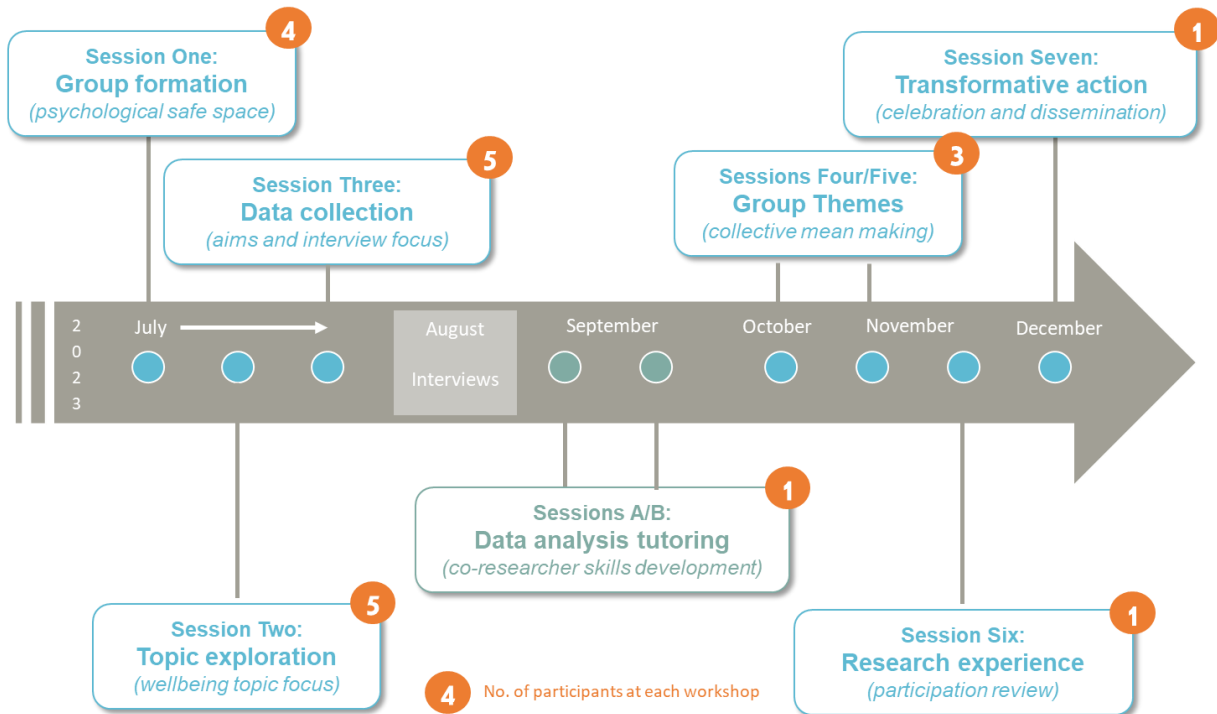 4
Session One:
Group formation
(psychological safe space)
1
Session Seven:
Transformative action
(celebration and dissemination)
5
Session Three:
Data collection
(aims and interview focus)
3
Sessions Four/Five:
Group Themes
(collective mean making)
2
0
2
3
July
August
Interviews
September
October
November
December
1
Sessions A/B:
Data analysis tutoring
(co-researcher skills development)
5
Session Two:
Topic exploration
(wellbeing topic focus)
1
Session Six:
Research experience
(participation review)
4 No. of participants at each workshop